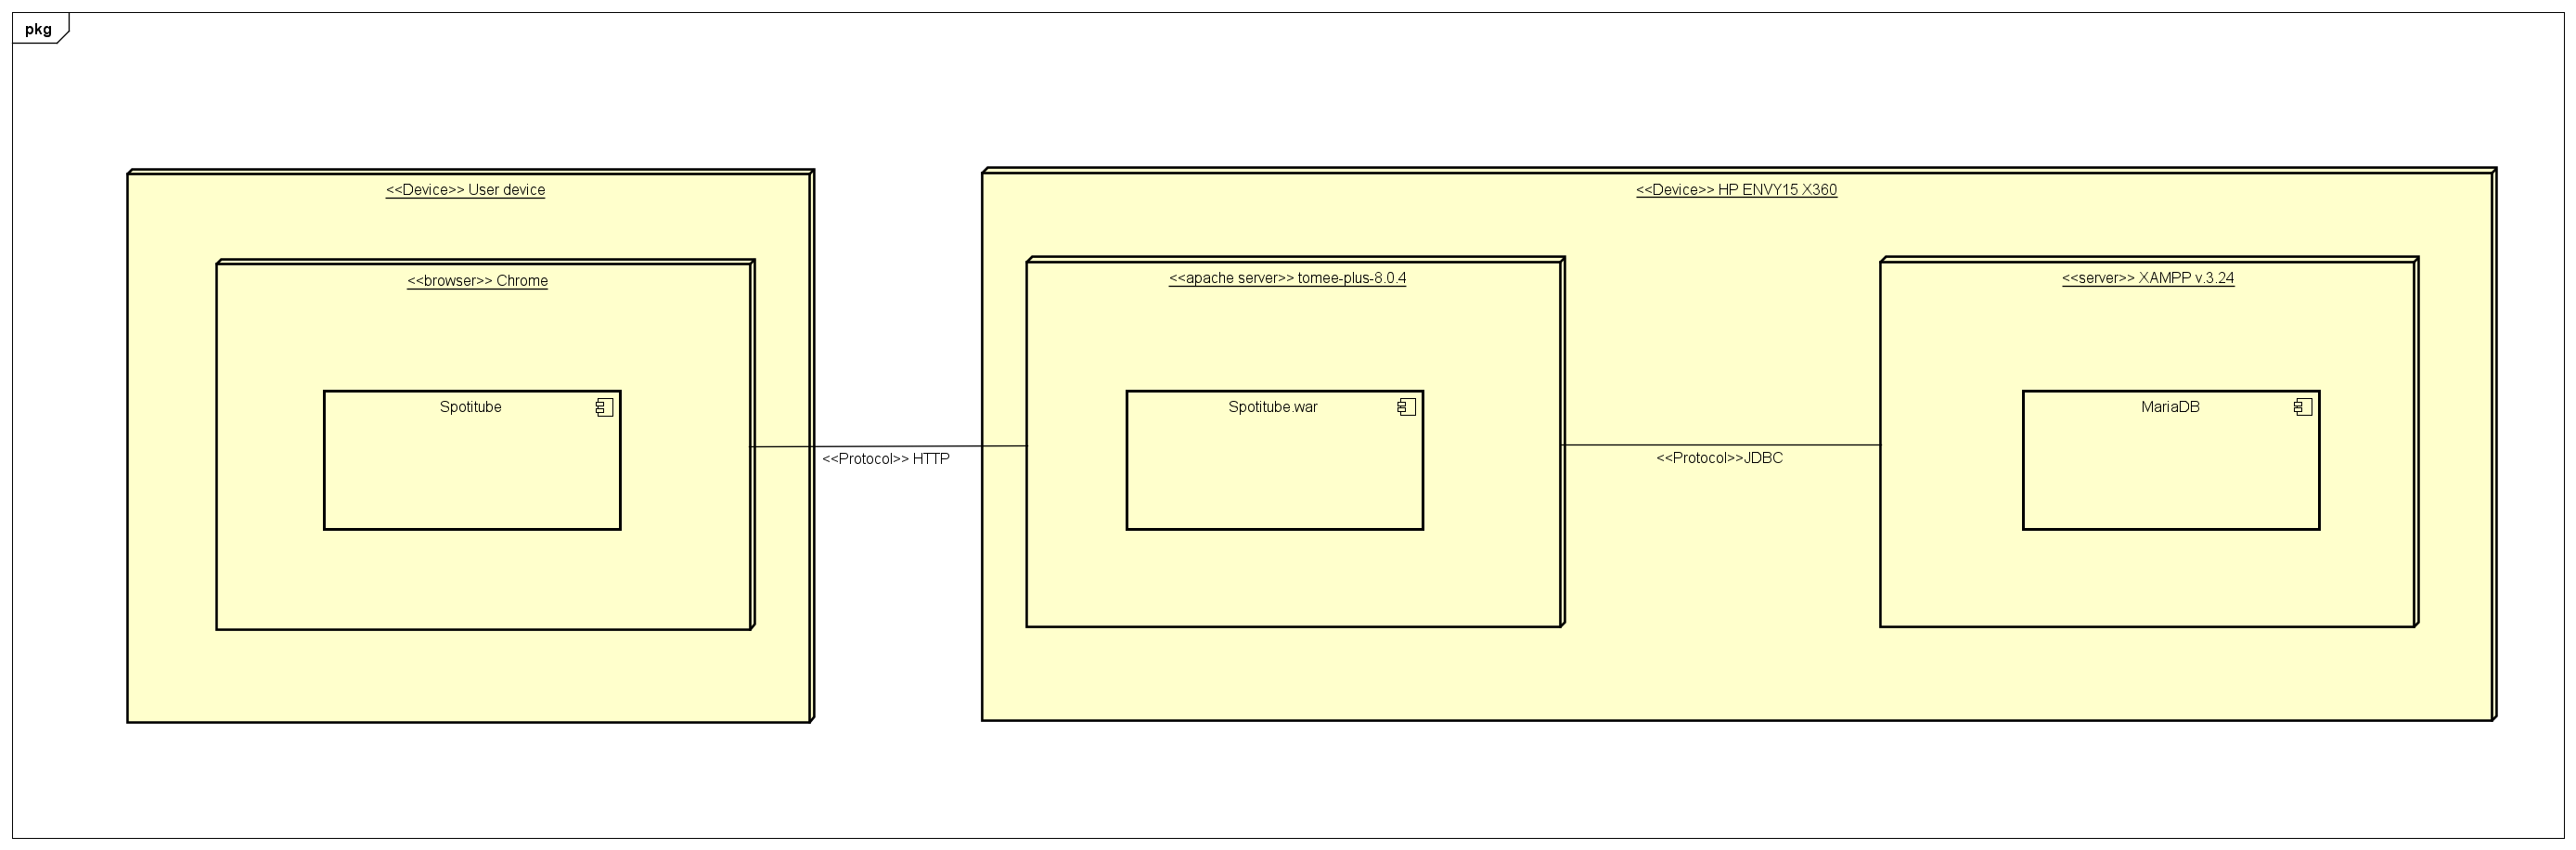 pkg
<<Device>> User device
<<browser>> Chrome
Spotitube
<<Protocol>> HTTP
<<Device>> HP ENVY15 X360
<<apache server>> tomee-plus-8.0.4
Spotitube.war
<<Protocol>>JDBC
<<server>> XAMPP v.3.24
MariaDB